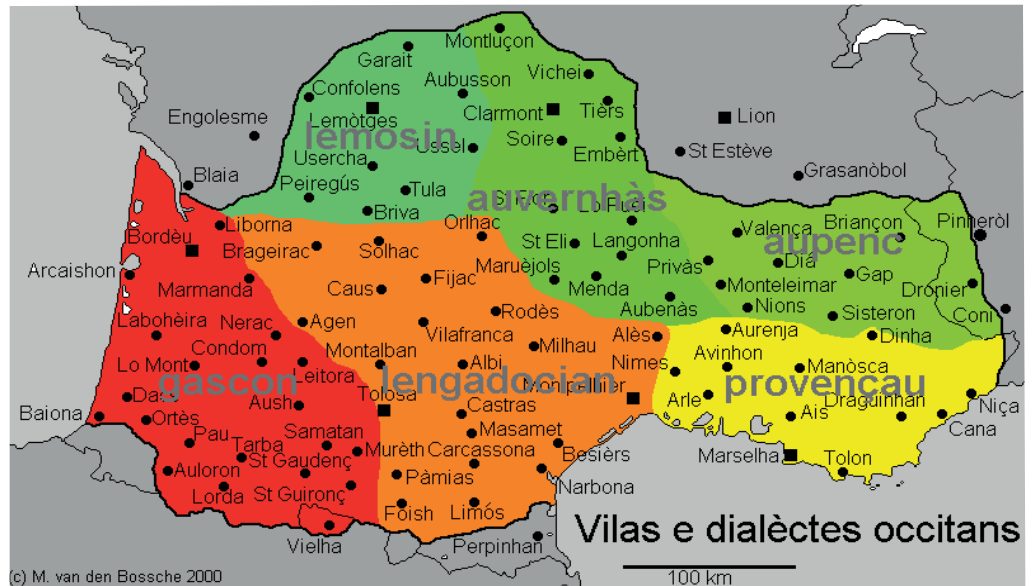 Montluçon
Garait
Vichei
Aubusson
Confolens
Clarmont
Tièrs
Lion
Lemòtges
Engolesme
lemosin
Soire
Ussel
Embèrt
St Estève
Usercha
Grasanòbol
Blaia
Peiregús
Tula
auvernhàs
St Flor
Briva
Liborna
Orlhac
Valença
Briançon
Pinheròl
Bordèu
Brageirac
Solhac
St Eli
Langonha
aupenc
Arcaishon
Maruèjols
Privàs
Diá
Gap
Marmanda
Caus
Fijac
Menda
Monteleimar
Dronier
Aubenàs
Nions
Labohèira
Nerac
Agen
Rodès
Sisteron
Coni
Vilafranca
Alès
Aurenja
Dinha
Condom
Montalban
Milhau
Lo Mont
Albi
Nimes
Avinhon
Manòsca
Leitora
gascon
lengadocian
provençau
Tolosa
Montpelhièr
Arle
Draguinhan
Niça
Baiona
Aush
Castras
Ais
Ortès
Cana
Pau
Samatan
Masamet
Tarba
Murèth
Carcassona
Besièrs
Marselha
Tolon
St Gaudenç
Auloron
Pàmias
Narbona
Lorda
St Gironç
Foish
Limós
Vielha
Perpinhan
Vilas e dialèctes occitans
(c) M. van den Bossche 2000
100 km